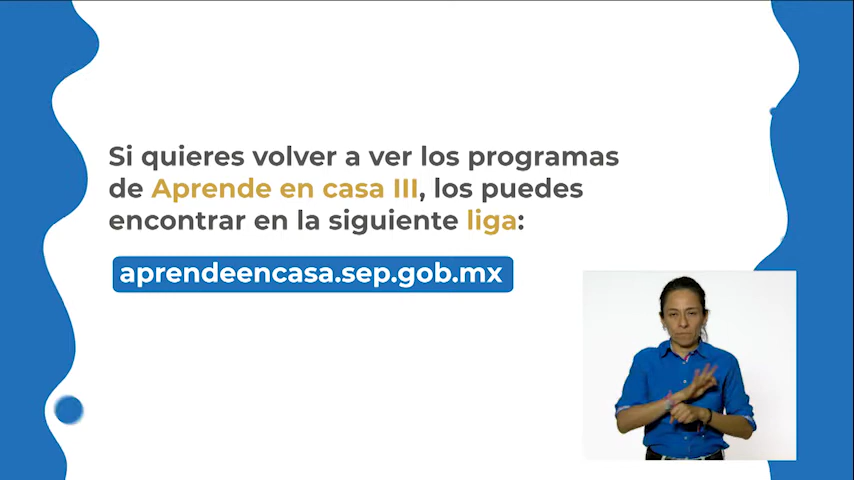 Si quieres volver a ver los programas
de Aprende en casa III, los puedes
encontrar en la siguiente liga:
aprendeencasa.sep.gob.mx